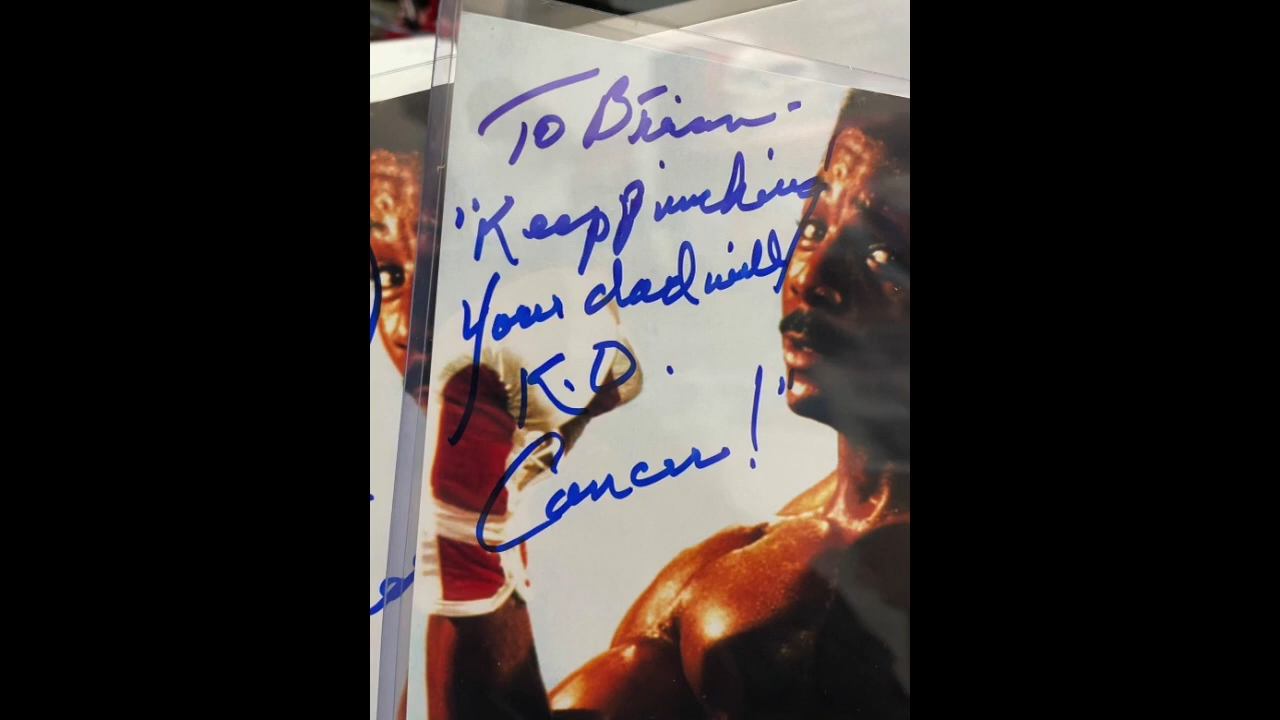 To Brian-
"Keep punching
Your dad will
K.O.
Cancer!"